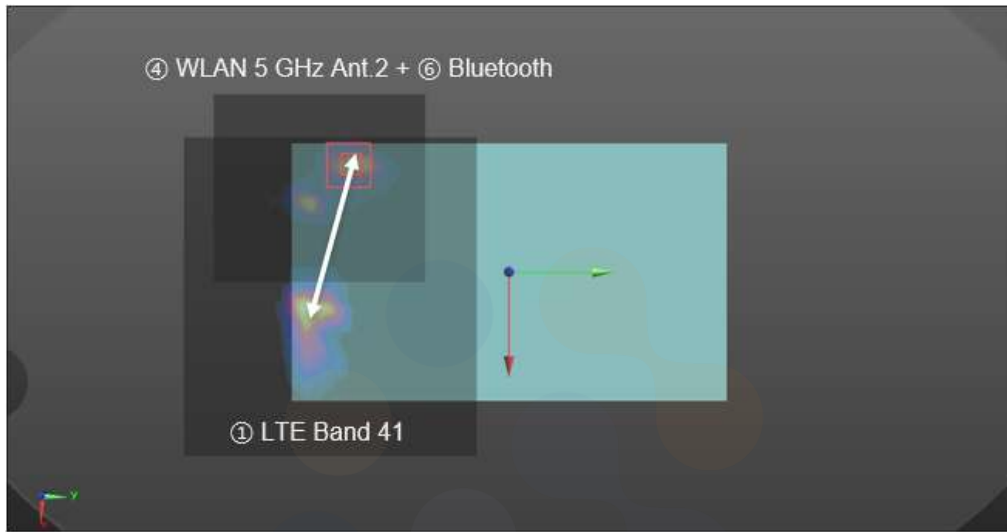 ④ WLAN 5 GHz Ant.2 + ⑥ Bluetooth
① LTE Band 41
y